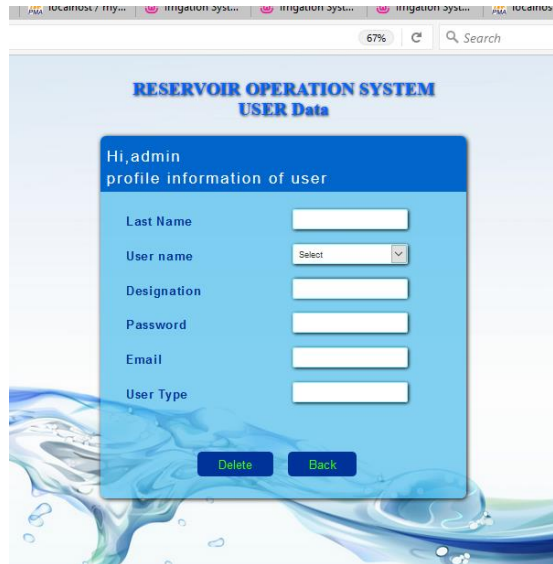 localhost / my... Irrigation Syst... Irrigation Syst... Irrigation Syst... localhos
67% Search
RESERVOIR OPERATION SYSTEM
USER Data
Hi,admin
profile information of user
Last Name
User name Select
Designation
Password
Email
User Type
Delete Back